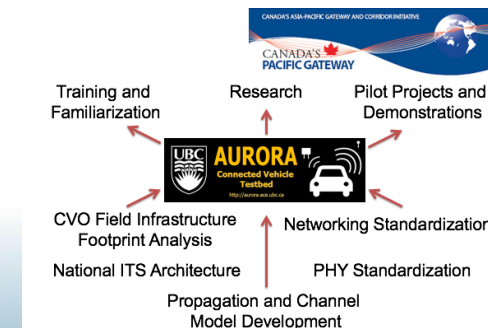 CANADA'S ASIA-PACIFIC GATEWAY AND CORRIDOR INITIATIVE
CANADA'S
PACIFIC GATEWAY
Training and
Familiarization
Research
Pilot Projects and
Demonstrations
UBC
AURORA
Connected Vehicle
Testbed
http://aurora.ece.ubc.ca
CVO Field Infrastructure
Footprint Analysis
Networking Standardization
National ITS Architecture
PHY Standardization
Propagation and Channel
Model Development